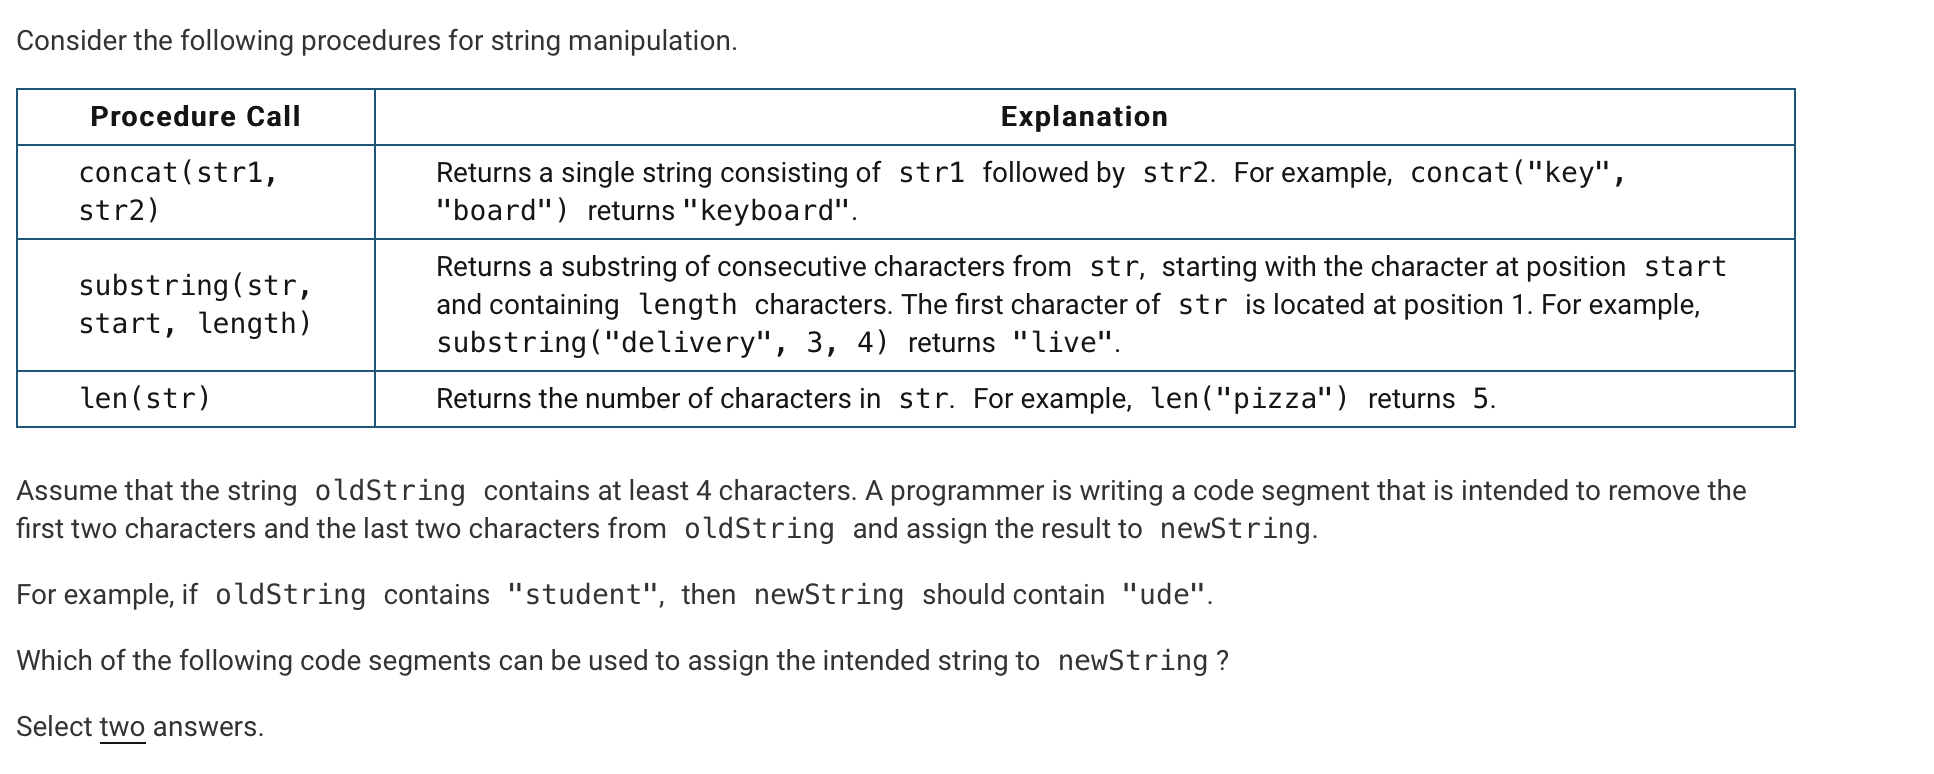 Consider the following procedures for string manipulation.
Procedure Call
Explanation
concat(str1,
str2)
Returns a single string consisting of str1 followed by str2. For example, concat("key",
"board") returns "keyboard".
substring(str,
start, length)
Returns a substring of consecutive characters from str, starting with the character at position start
and containing length characters. The first character of str is located at position 1. For example,
substring("delivery", 3, 4) returns "live".
len(str)
Returns the number of characters in str. For example, len("pizza") returns 5.
Assume that the string oldString contains at least 4 characters. A programmer is writing a code segment that is intended to remove the
first two characters and the last two characters from oldString and assign the result to newString.
For example, if oldString contains "student", then newString should contain "ude".
Which of the following code segments can be used to assign the intended string to newString ?
Select two answers.